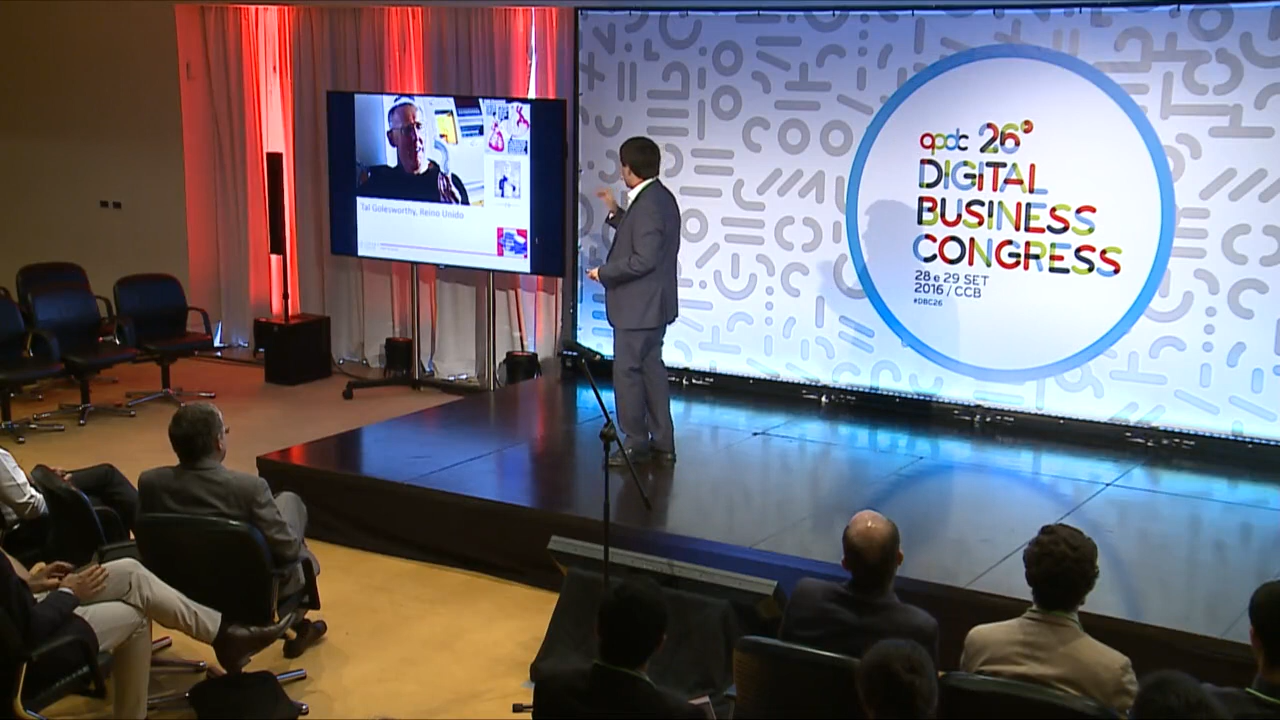 Tal Golesworthy, Reino Unido
apdc 26º
DIGITAL
BUSINESS
CONGRESS
28 e 29 SET
2016 / CCB
#DBC26